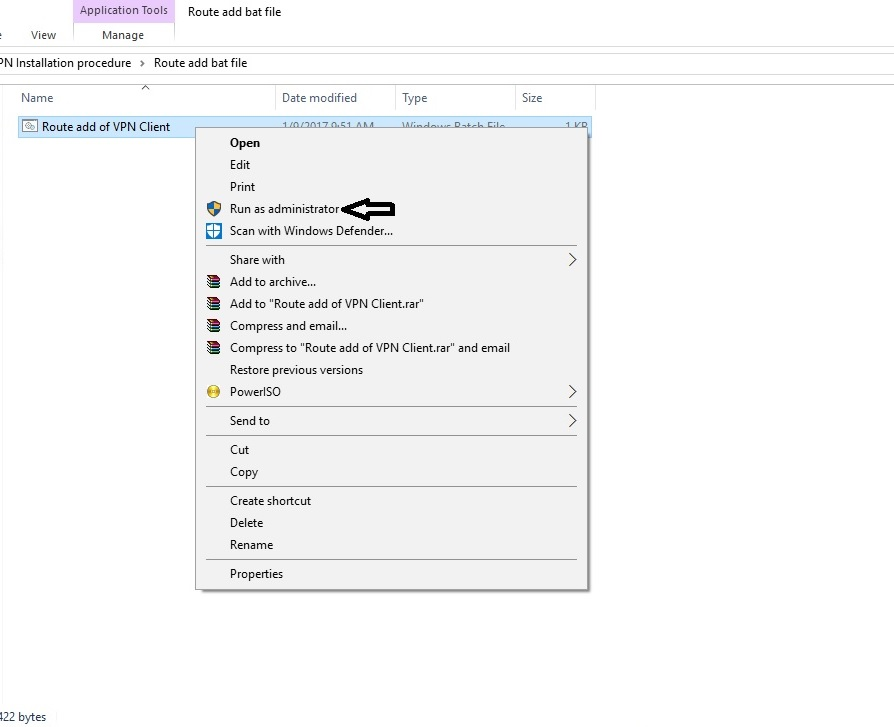 Application Tools
Route add bat file
View
Manage
PN Installation procedure > Route add bat file
Name
Date modified
Type
Size
Route add of VPN Client
1/9/2017 9:51 AM
Windows Batch File
1 KB
Open
Edit
Print
Run as administrator
Scan with Windows Defender...
Share with
Add to archive...
Add to "Route add of VPN Client.rar"
Compress and email...
Compress to "Route add of VPN Client.rar" and email
Restore previous versions
PowerISO
Send to
Cut
Copy
Create shortcut
Delete
Rename
Properties
422 bytes